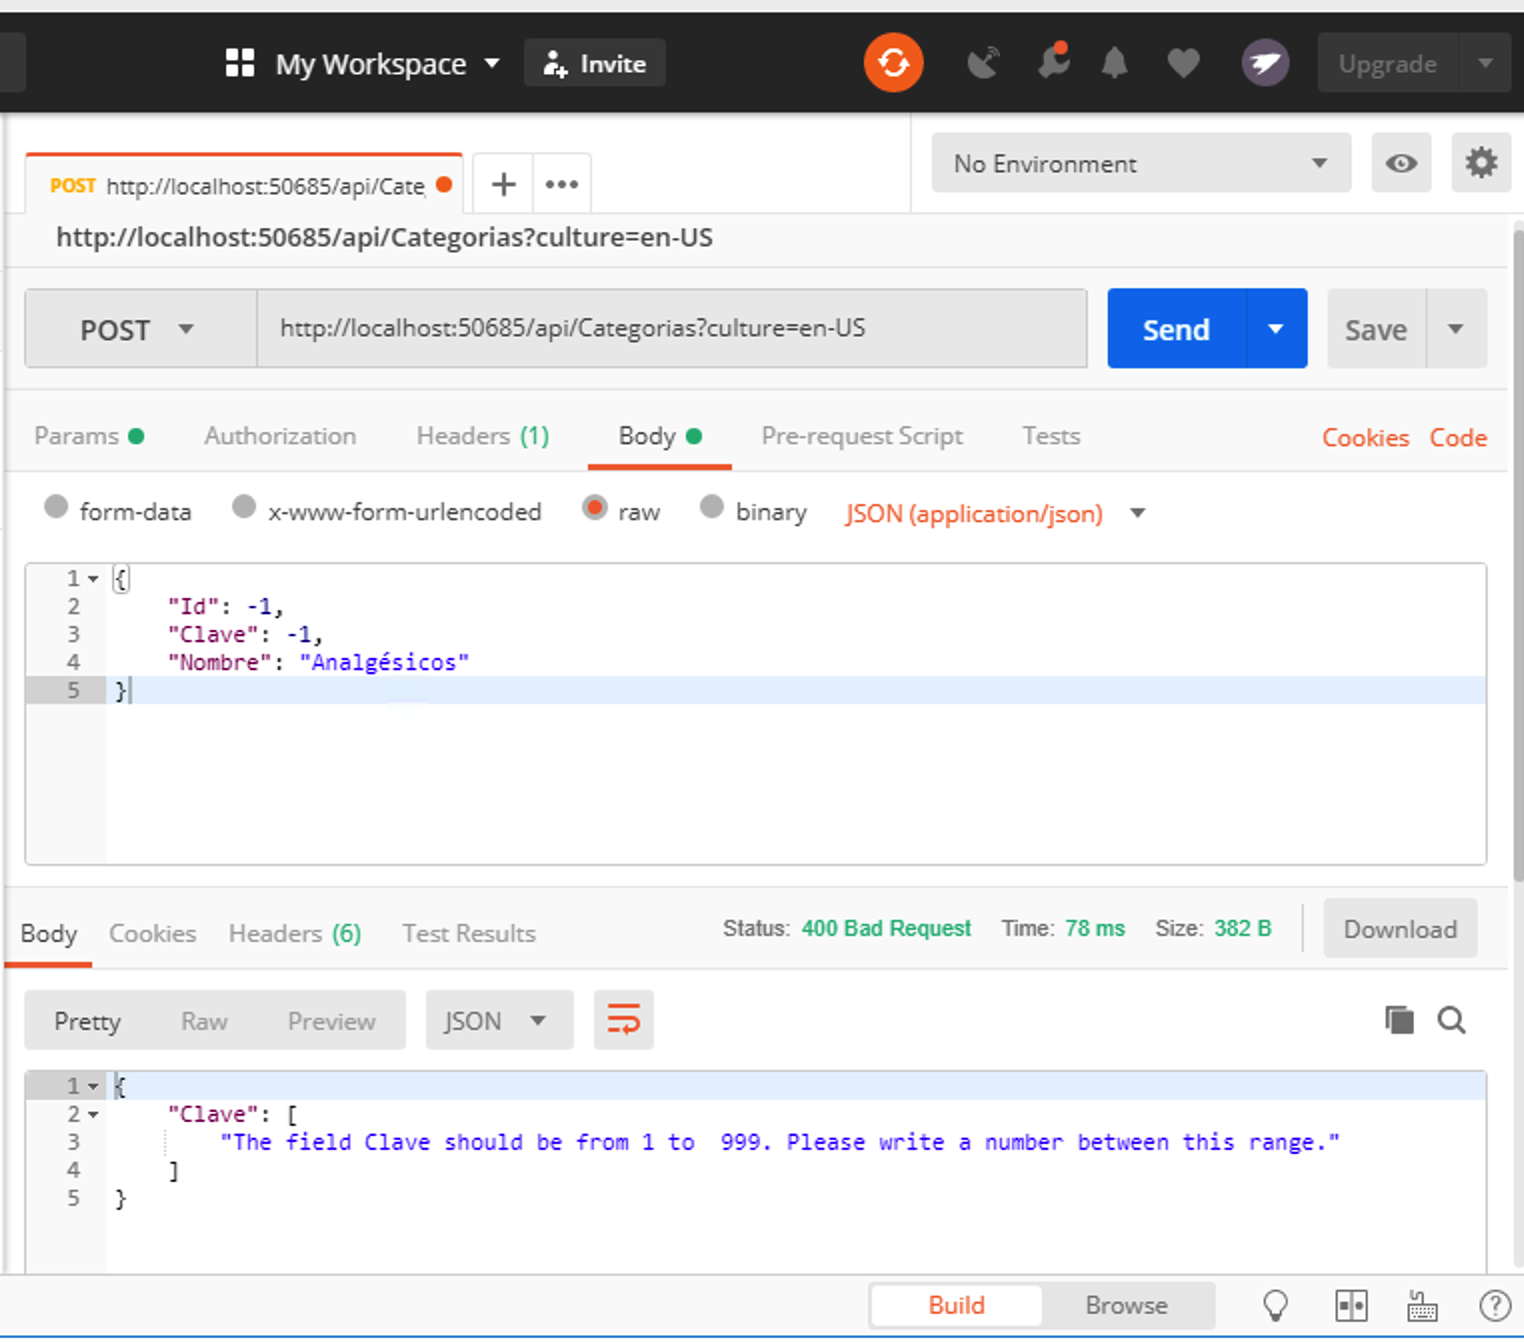 My Workspace Invite Upgrade
POST http://localhost:50685/api/Cate No Environment
http://localhost:50685/api/Categorias?culture=en-US
POST http://localhost:50685/api/Categorias?culture=en-US Send Save
Params Authorization Headers (1) Body Pre-request Script Tests Cookies Code
form-data x-www-form-urlencoded raw binary JSON (application/json)
1 {
2 "Id": -1,
3 "Clave": -1,
4 "Nombre": "Analgésicos"
5 }
Body Cookies Headers (6) Test Results Status: 400 Bad Request Time: 78 ms Size: 382 B Download
Pretty Raw Preview JSON
1 {
2 "Clave": [
3 "The field Clave should be from 1 to  999. Please write a number between this range."
4 ]
5 }
Build Browse